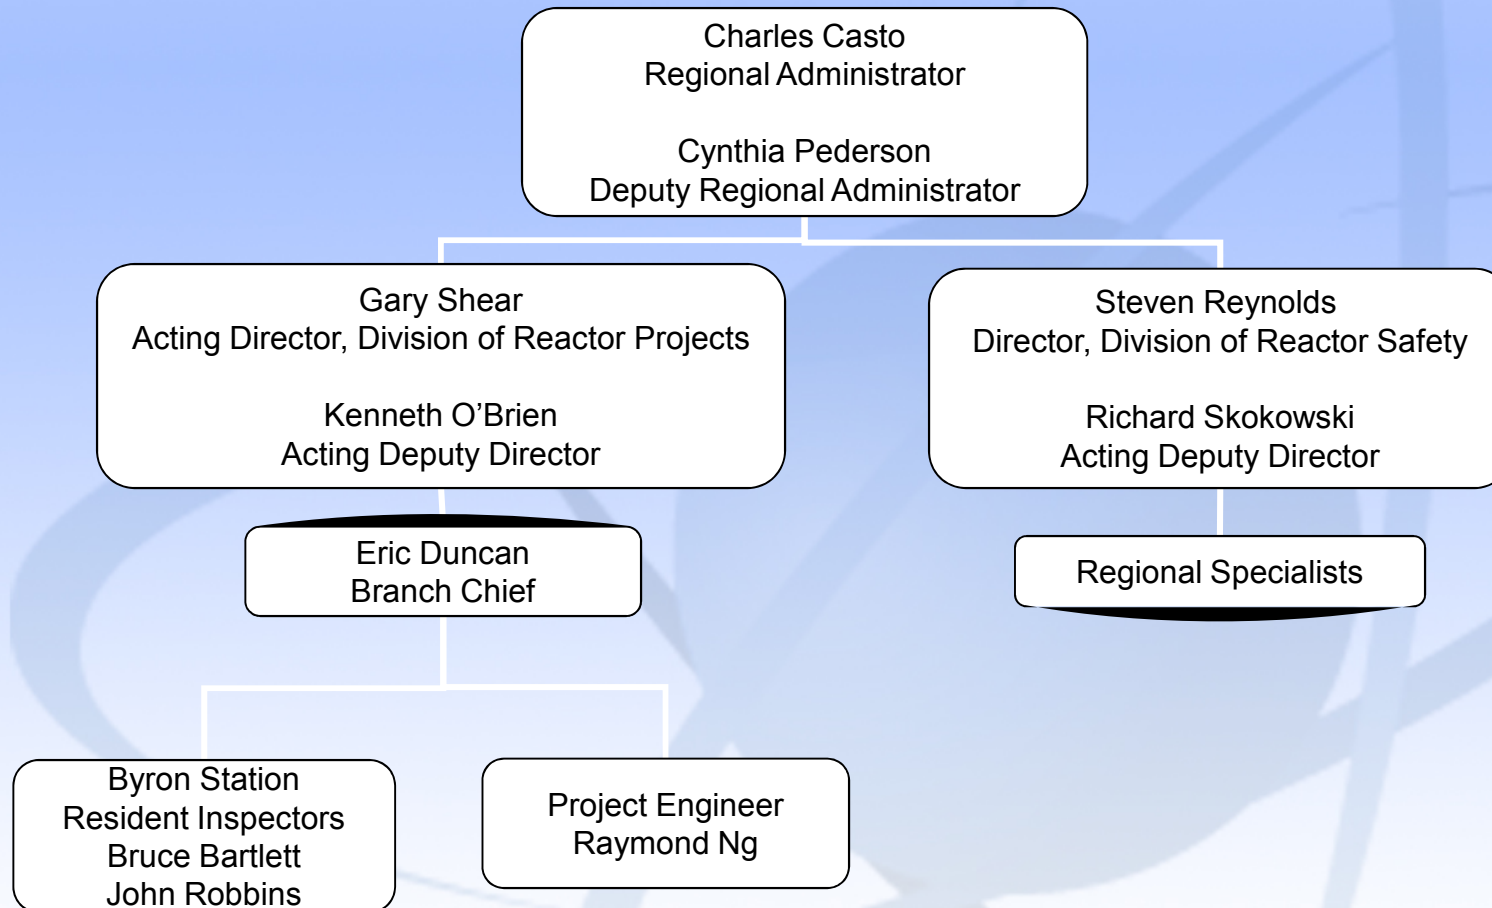 Charles Casto
Regional Administrator
Cynthia Pederson
Deputy Regional Administrator
Gary Shear
Acting Director, Division of Reactor Projects
Kenneth O’Brien
Acting Deputy Director
Steven Reynolds
Director, Division of Reactor Safety
Richard Skokowski
Acting Deputy Director
Eric Duncan
Branch Chief
Regional Specialists
Byron Station
Resident Inspectors
Bruce Bartlett
John Robbins
Project Engineer
Raymond Ng